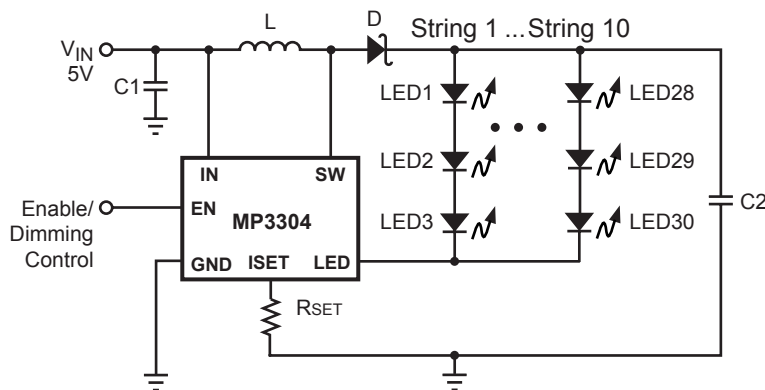 L
D
String 1 ... String 10
VIN
5V
C1
LED1
LED28
LED2
LED29
LED3
LED30
C2
IN
SW
EN
MP3304
GND
ISET
LED
Enable/
Dimming
Control
RSET